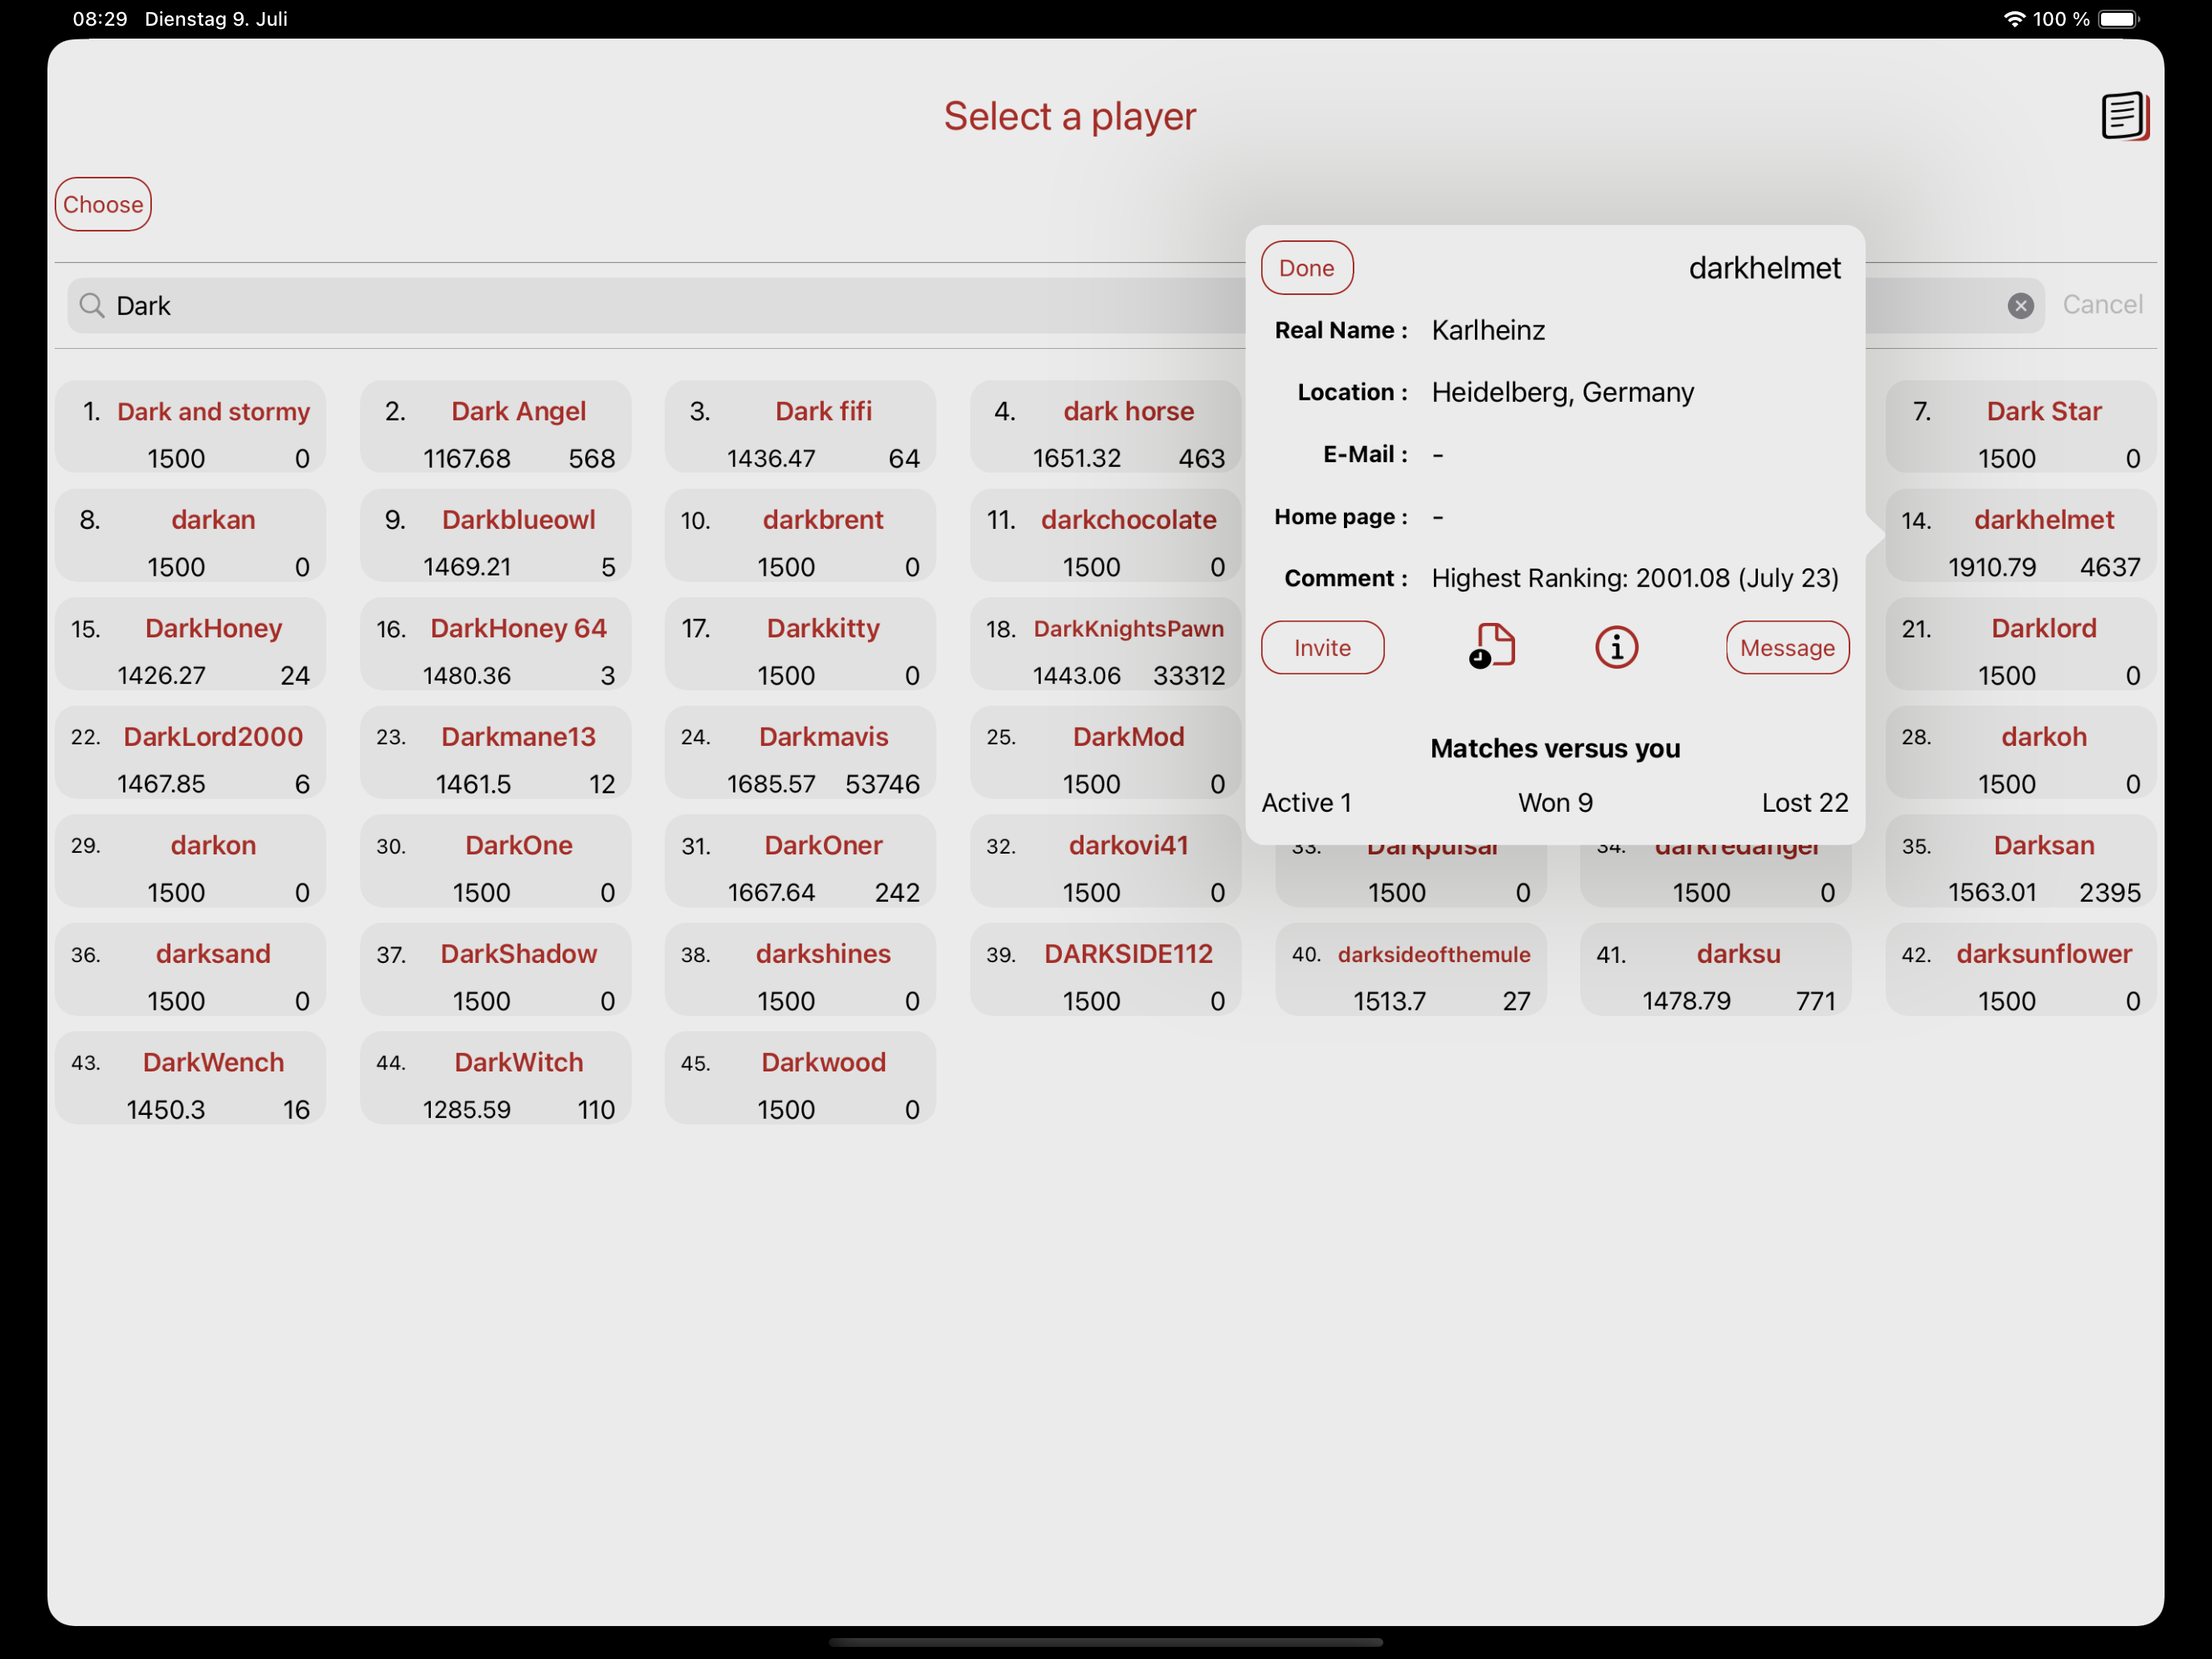 08:29 Dienstag 9. Juli
100 %
Select a player
Choose
Dark
Cancel
Done
darkhelmet
Real Name : Karlheinz
Location : Heidelberg, Germany
E-Mail : -
Home page : -
Comment : Highest Ranking: 2001.08 (July 23)
Invite
Message
Matches versus you
Active 1 Won 9 Lost 22
1. Dark and stormy
1500 0
2. Dark Angel
1167.68 568
3. Dark fifi
1436.47 64
4. dark horse
1651.32 463
7. Dark Star
1500 0
8. darkan
1500 0
9. Darkblueowl
1469.21 5
10. darkbrent
1500 0
11. darkchocolate
1500 0
14. darkhelmet
1910.79 4637
15. DarkHoney
1426.27 24
16. DarkHoney 64
1480.36 3
17. Darkkitty
1500 0
18. DarkKnightsPawn
1443.06 33312
21. Darklord
1500 0
22. DarkLord2000
1467.85 6
23. Darkmane13
1461.5 12
24. Darkmavis
1685.57 53746
25. DarkMod
1500 0
28. darkoh
1500 0
29. darkon
1500 0
30. DarkOne
1500 0
31. DarkOner
1667.64 242
32. darkovi41
1500 0
33. Darkpulsar
1500 0
34. darkredangel
1500 0
35. Darksan
1563.01 2395
36. darksand
1500 0
37. DarkShadow
1500 0
38. darkshines
1500 0
39. DARKSIDE112
1500 0
40. darksideofthemule
1513.7 27
41. darksu
1478.79 771
42. darksunflower
1500 0
43. DarkWench
1450.3 16
44. DarkWitch
1285.59 110
45. Darkwood
1500 0